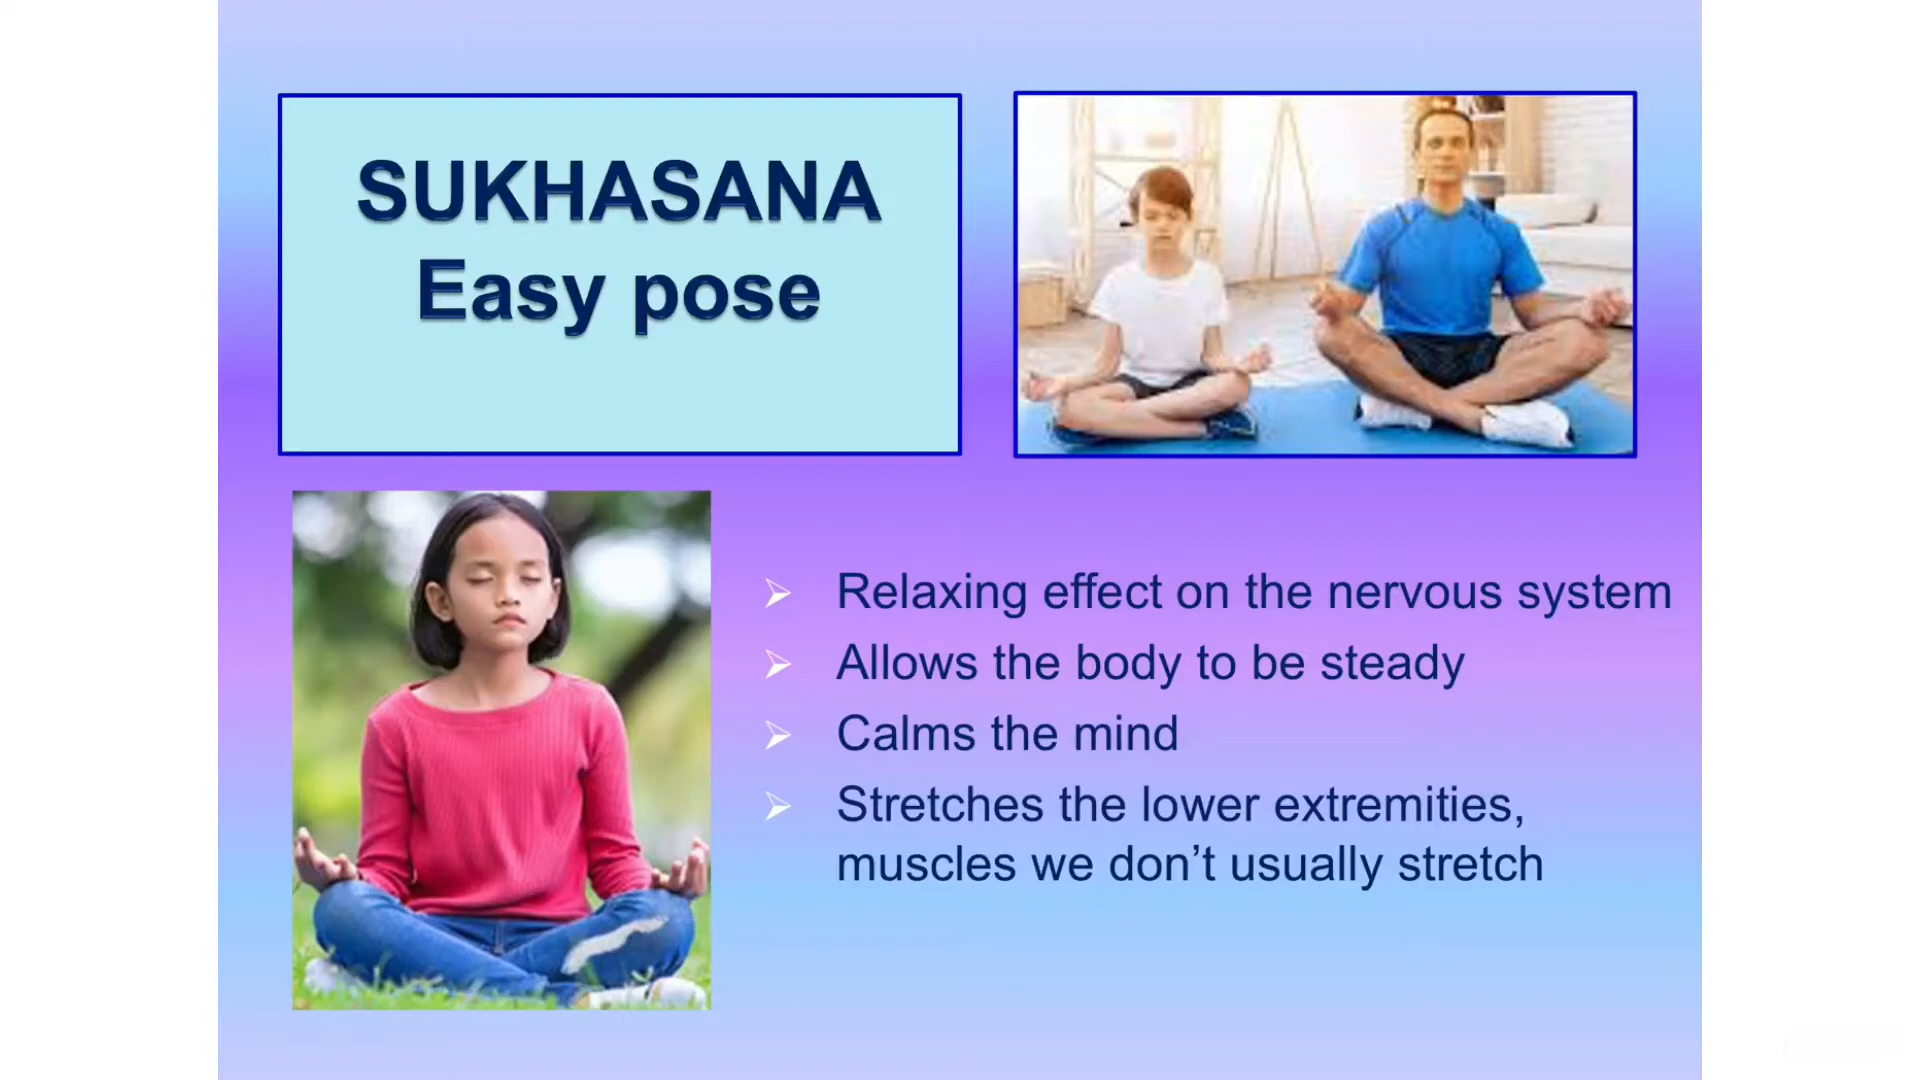 SUKHASANA
Easy pose
Relaxing effect on the nervous system
Allows the body to be steady
Calms the mind
Stretches the lower extremities,
muscles we don’t usually stretch